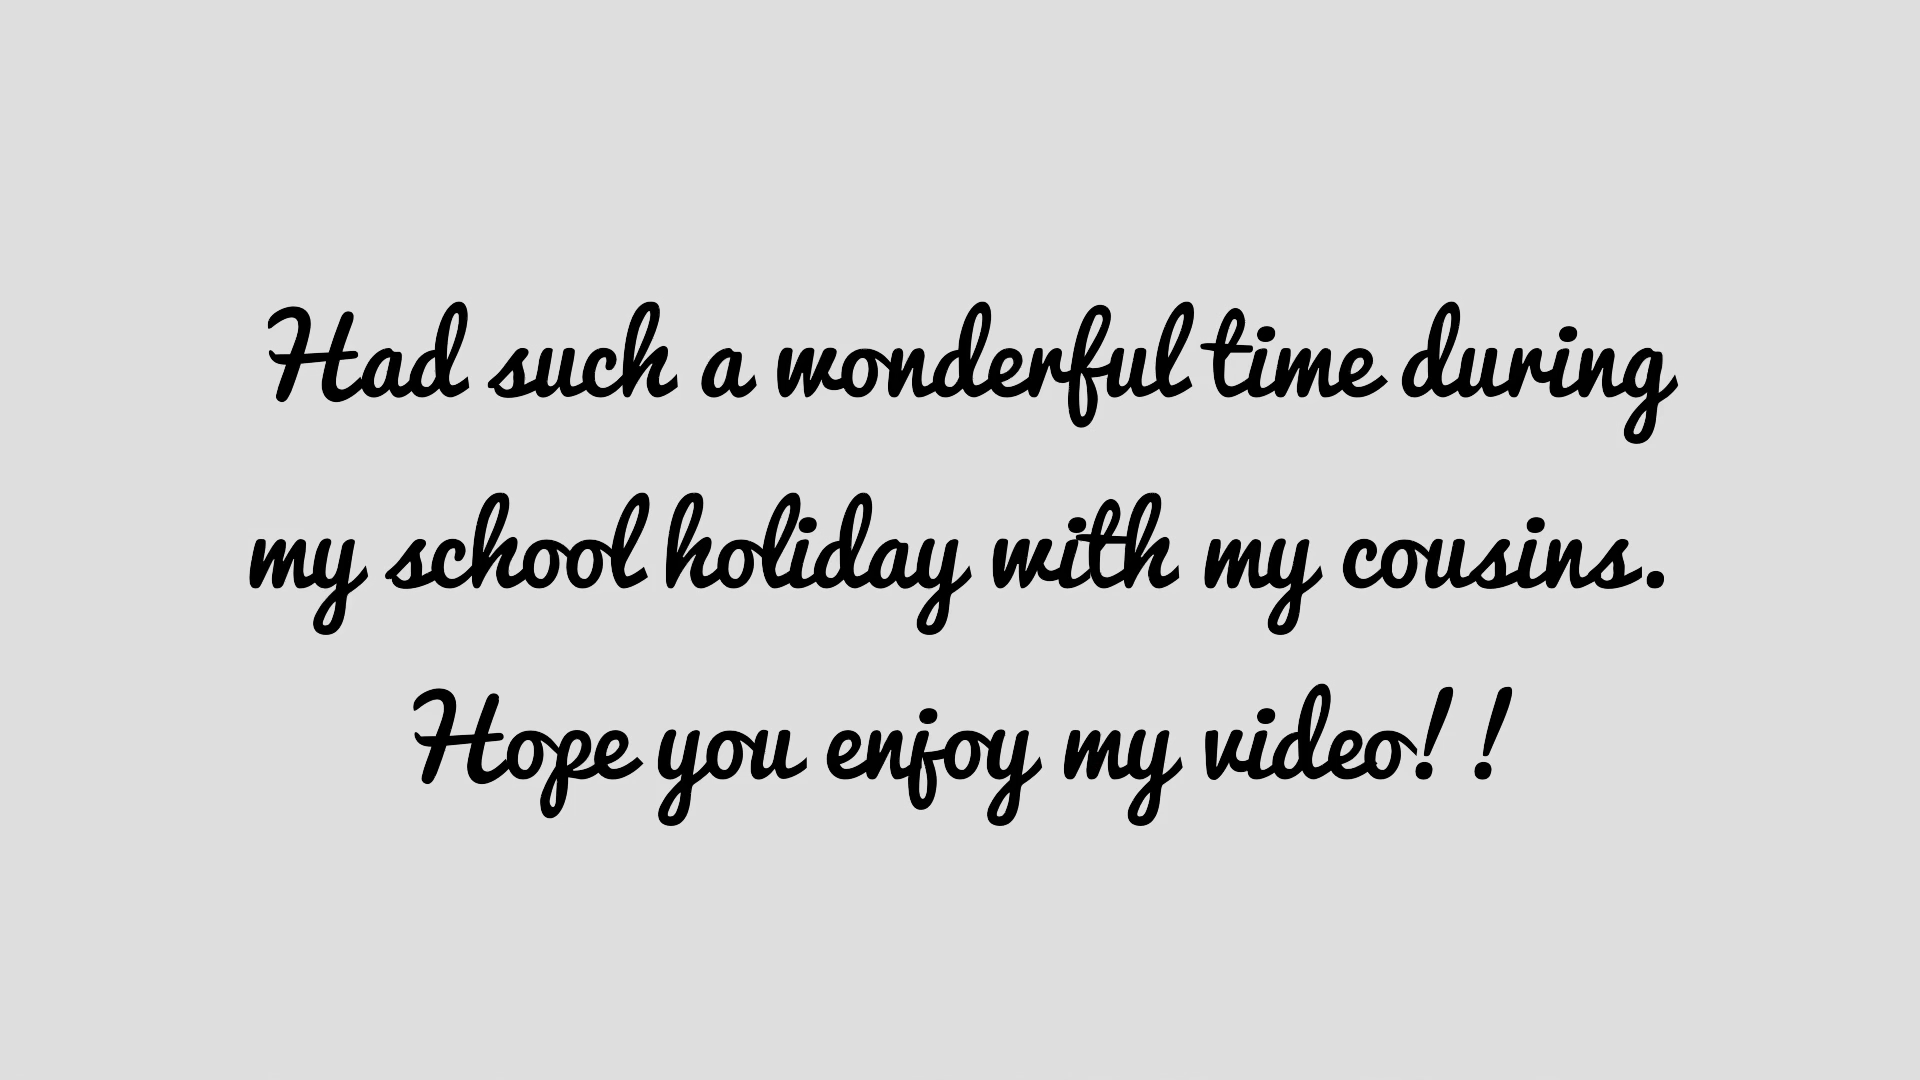 Had such a wonderful time during
my school holiday with my cousins.
Hope you enjoy my video! !